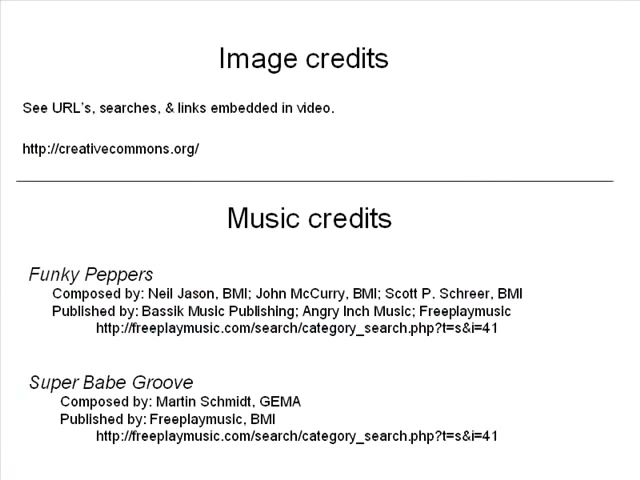 Image credits
See URL's, searches, & links embedded in video.
http://creativecommons.org/
Music credits
Funky Peppers
Composed by: Neil Jason, BMI; John McCurry, BMI; Scott P. Schreer, BMI
Published by: Bassik Music Publishing; Angry Inch Music; Freeplaymusic
http://freeplaymusic.com/search/category_search.php?t=s&i=41
Super Babe Groove
Composed by: Martin Schmidt, GEMA
Published by: Freeplaymusic, BMI
http://freeplaymusic.com/search/category_search.php?t=s&i=41